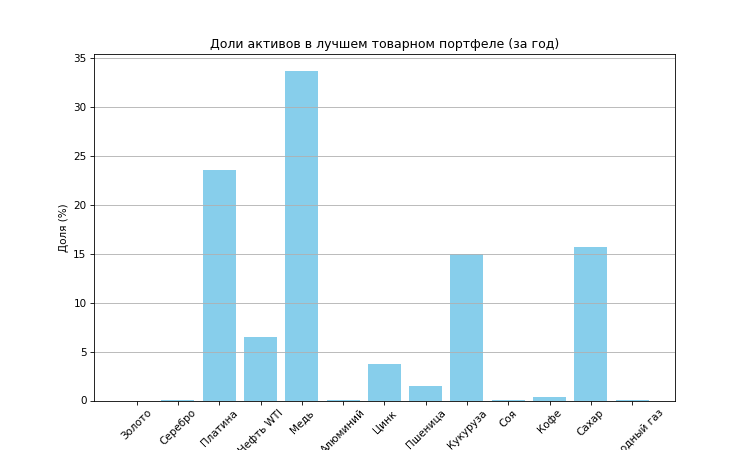 Доли активов в лучшем товарном портфеле (за год)
Доля (%)
35
30
25
20
15
10
5
0
Золото
Серебро
Платина
Нефть WTI
Медь
Алюминий
Цинк
Пшеница
Кукуруза
Соя
Кофе
Сахар
одный газ